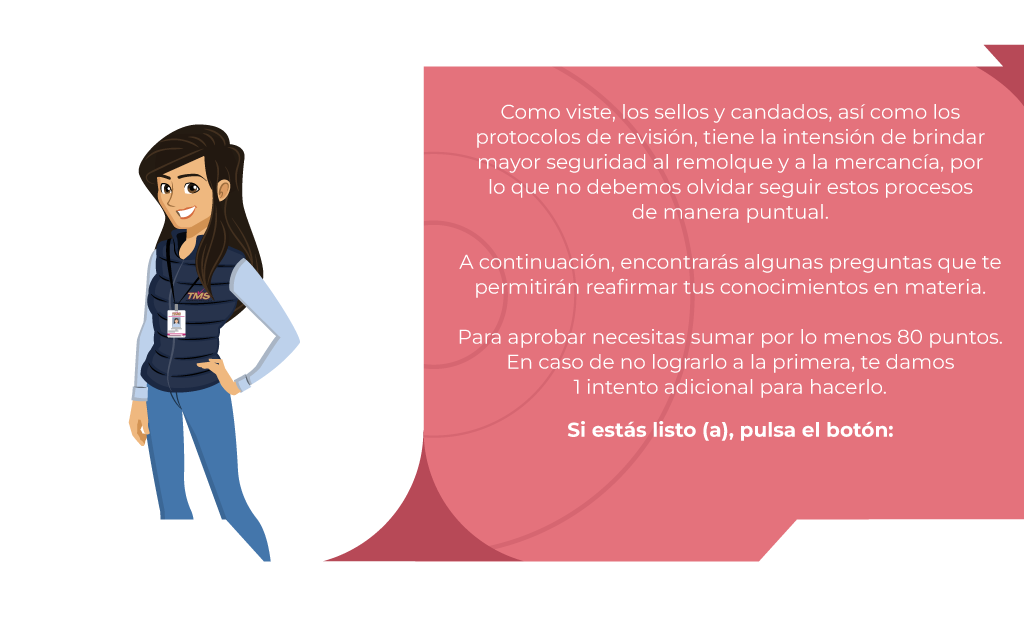 Como viste, los sellos y candados, así como los
protocolos de revisión, tiene la intensión de brindar
mayor seguridad al remolque y a la mercancía, por
lo que no debemos olvidar seguir estos procesos
de manera puntual.
A continuación, encontrarás algunas preguntas que te
permitirán reafirmar tus conocimientos en materia.
Para aprobar necesitas sumar por lo menos 80 puntos.
En caso de no lograrlo a la primera, te damos
1 intento adicional para hacerlo.
Si estás listo (a), pulsa el botón:
TMS